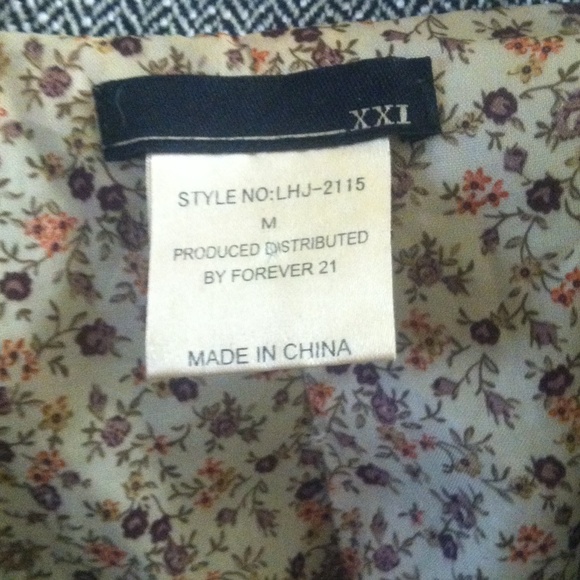 XXI
STYLE NO:LHJ-2115
M
PRODUCED DISTRIBUTED
BY FOREVER 21
MADE IN CHINA